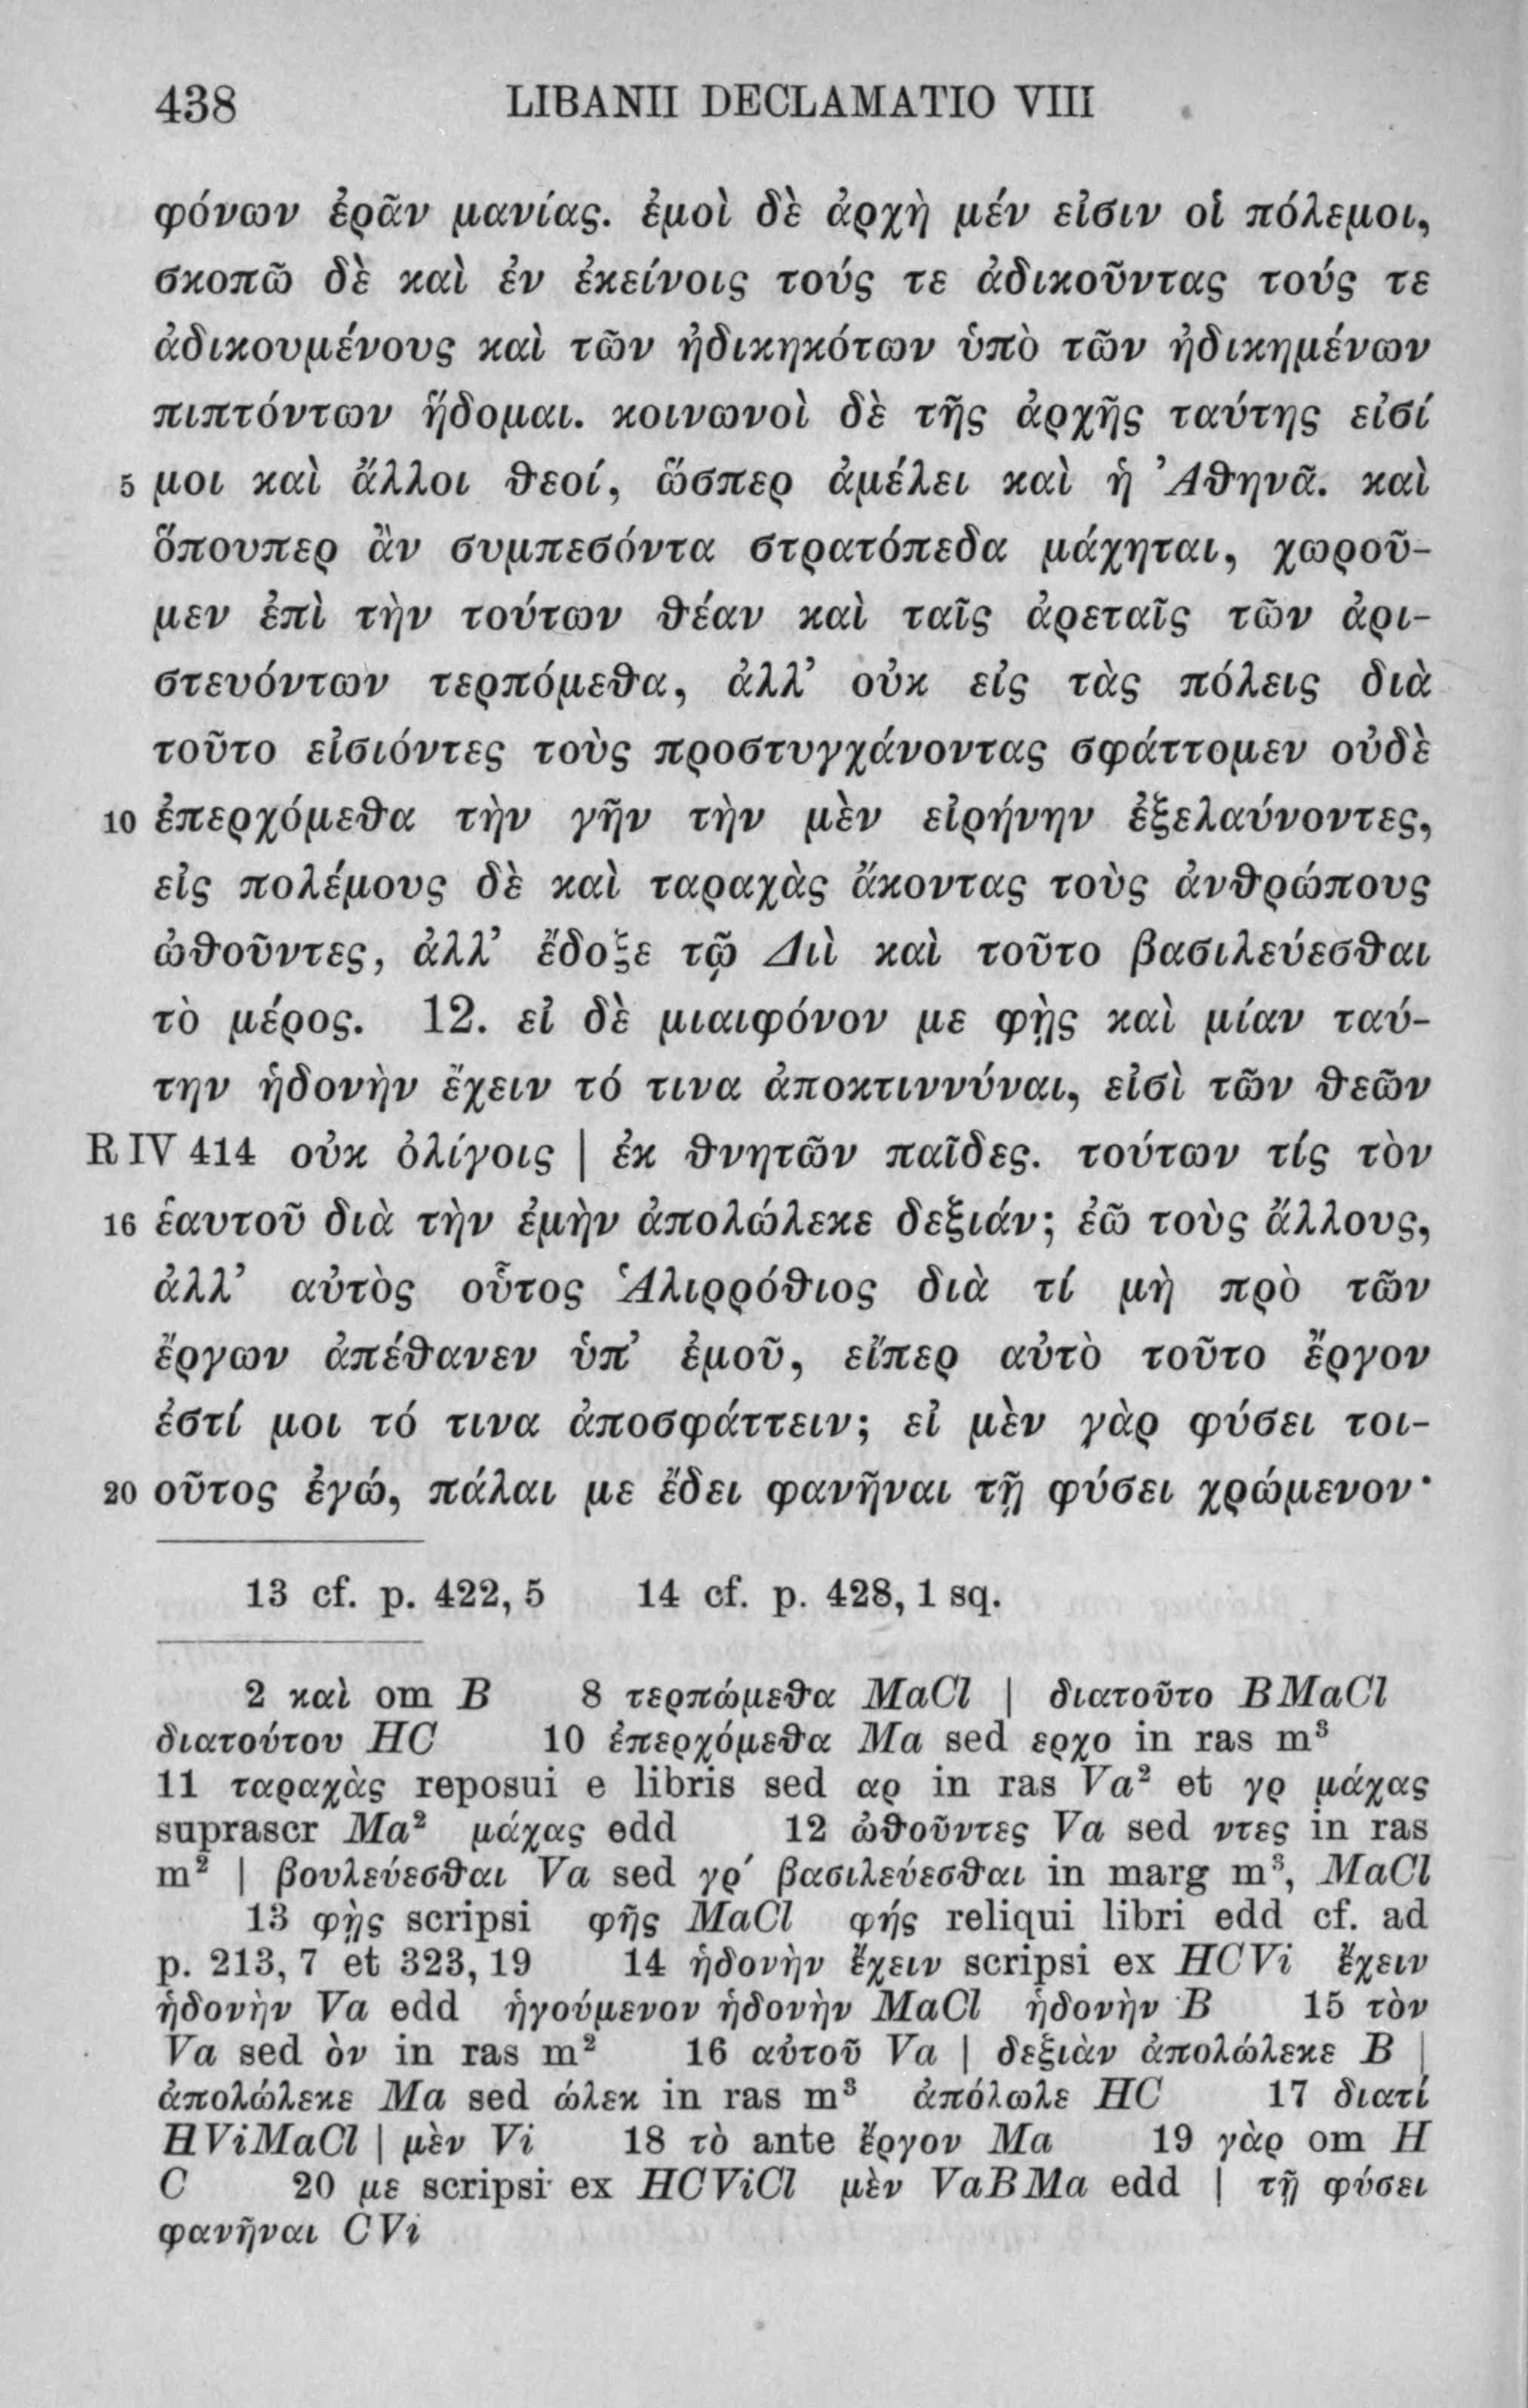 438 LIBANII DECLAMATIO VIII
φόνων ἐρᾶν μανίας. ἐμοὶ δὲ ἀρχὴ μέν εἰσιν οἱ πόλεμοι,
σκοπῶ δὲ καὶ ἐν ἐκείνοις τούς τε ἀδικοῦντας τούς τε
ἀδικουμένους καὶ τῶν ἠδικηκότων ὑπὸ τῶν ἠδικημένων
πιπτόντων ἥδομαι. κοινωνοὶ δὲ τῆς ἀρχῆς ταύτης εἰσί
5 μοι καὶ ἄλλοι θεοί, ὥσπερ ἀμέλει καὶ ἡ Ἀθηνᾶ. καὶ
ὅπουπερ ἂν συμπεσόντα στρατόπεδα μάχηται, χωροῦ-
μεν ἐπὶ τὴν τούτων θέαν καὶ ταῖς ἀρεταῖς τῶν ἀρι-
στευόντων τερπόμεθα, ἀλλ’ οὐκ εἰς τὰς πόλεις διὰ
τοῦτο εἰσιόντες τοὺς προστυγχάνοντας σφάττομεν οὐδὲ
10 ἐπερχόμεθα τὴν γῆν τὴν μὲν εἰρήνην ἐξελαύνοντες,
εἰς πολέμους δὲ καὶ ταραχὰς ἄκοντας τοὺς ἀνθρώπους
ὠθοῦντες, ἀλλ’ ἔδοξε τῷ Διὶ καὶ τοῦτο βασιλεύεσθαι
τὸ μέρος. 12. εἰ δὲ μιαιφόνον με φῂς καὶ μίαν ταύ-
την ἡδονὴν ἔχειν τό τινα ἀποκτιννύναι, εἰσὶ τῶν θεῶν
R IV 414 οὐκ ὀλίγοις | ἐκ θνητῶν παῖδες. τούτων τίς τὸν
16 ἑαυτοῦ διὰ τὴν ἐμὴν ἀπολώλεκε δεξιάν; ἐῶ τοὺς ἄλλους,
ἀλλ’ αὐτὸς οὗτος Ἁλιρρόθιος διὰ τί μὴ πρὸ τῶν
ἔργων ἀπέθανεν ὑπ’ ἐμοῦ, εἴπερ αὐτὸ τοῦτο ἔργον
ἐστί μοι τό τινα ἀποσφάττειν; εἰ μὲν γὰρ φύσει τοι-
20 οῦτος ἐγώ, πάλαι με ἔδει φανῆναι τῇ φύσει χρώμενον·
13 cf. p. 422, 5 14 cf. p. 428, 1 sq.
2 καὶ om B 8 τερπώμεθα MaCl | διατοῦτο BMaCl
διατούτου HC 10 ἐπερχόμεθα Ma sed ερχο in ras m³
11 ταραχὰς reposui e libris sed αρ in ras Va² et γρ μάχας
suprascr Ma² μάχας edd 12 ὠθοῦντες Va sed ντες in ras
m² | βουλεύεσθαι Va sed γρ′ βασιλεύεσθαι in marg m³, MaCl
13 φῂς scripsi φῆς MaCl φής reliqui libri edd cf. ad
p. 213, 7 et 323, 19 14 ἡδονὴν ἔχειν scripsi ex HCVi ἔχειν
ἡδονὴν Va edd ἡγούμενον ἡδονὴν MaCl ἡδονὴν B 15 τὸν
Va sed ὸν in ras m² 16 αὑτοῦ Va | δεξιὰν ἀπολώλεκε B |
ἀπολώλεκε Ma sed ώλεκ in ras m³ ἀπόλωλε HC 17 διατί
HViMaCl | μὲν Vi 18 τὸ ante ἔργον Ma 19 γὰρ om H
C 20 με scripsi ex HCViCl μὲν VaBMa edd | τῇ φύσει
φανῆναι CVi